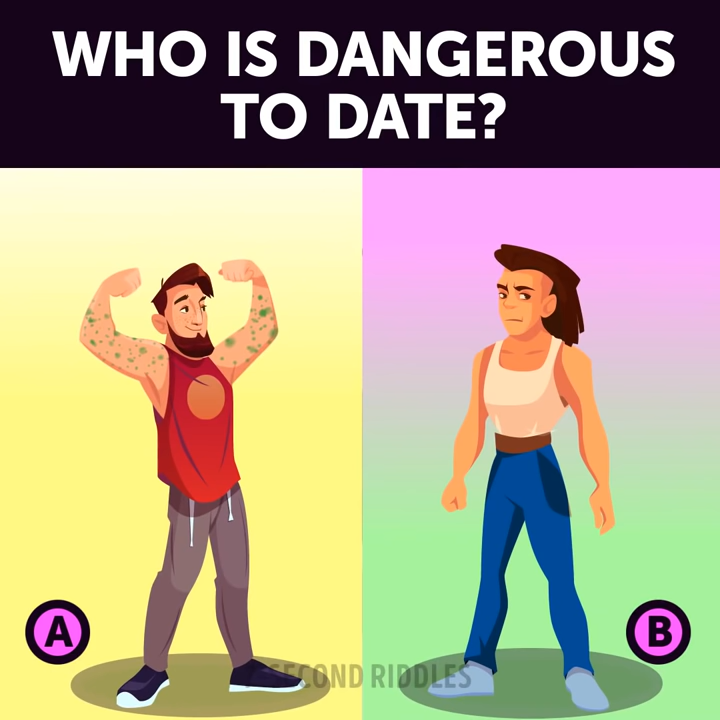 WHO IS DANGEROUS
TO DATE?
A
B
SECOND RIDDLES